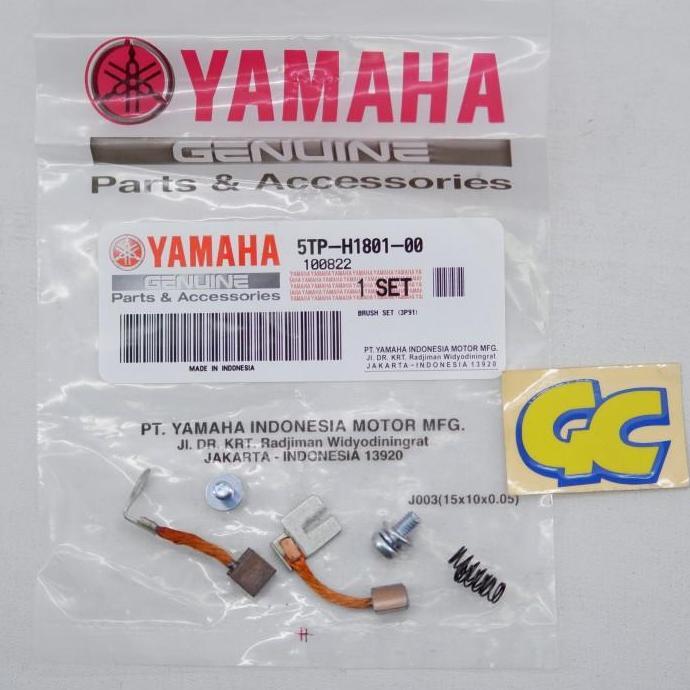 YAMAHA
GENUINE
Parts & Accessories
YAMAHA
GENUINE
Parts & Accessories
5TP-H1801-00
100822
1 SET
BRUSH SET (3P91)
MADE IN INDONESIA
PT. YAMAHA INDONESIA MOTOR MFG.
Jl. DR. KRT. Radjiman Widyodiningrat
JAKARTA - INDONESIA 13920
GC
PT. YAMAHA INDONESIA MOTOR MFG.
Jl. DR. KRT. Radjiman Widyodiningrat
JAKARTA - INDONESIA 13920
J003(15x10x0.05)
H